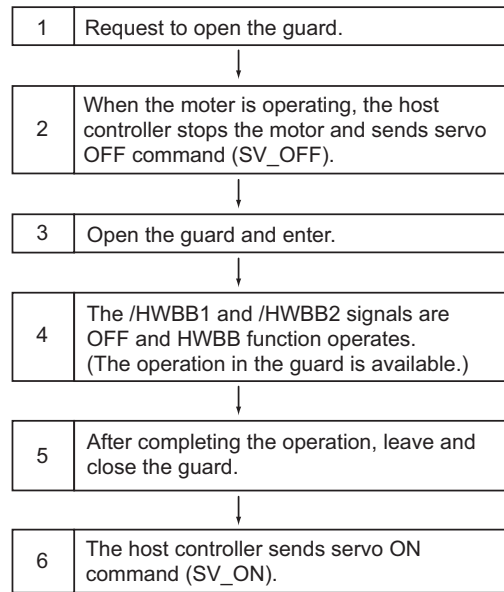 1
Request to open the guard.
2
When the moter is operating, the host
controller stops the motor and sends servo
OFF command (SV_OFF).
3
Open the guard and enter.
4
The /HWBB1 and /HWBB2 signals are
OFF and HWBB function operates.
(The operation in the guard is available.)
5
After completing the operation, leave and
close the guard.
6
The host controller sends servo ON
command (SV_ON).